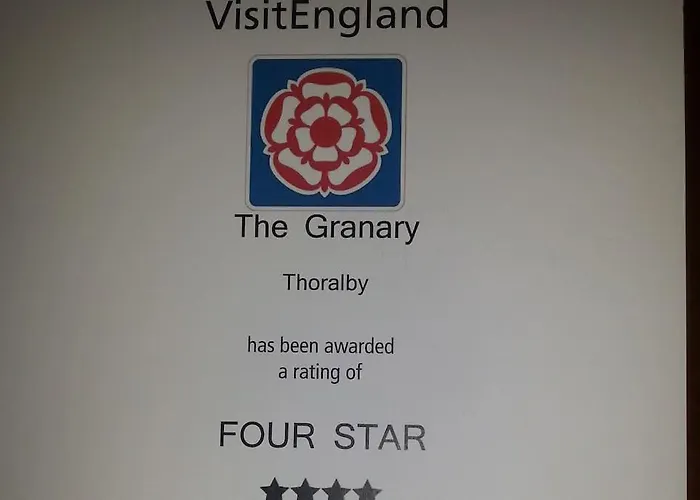 VisitEngland
The Granary
Thoralby
has been awarded
a rating of
FOUR STAR